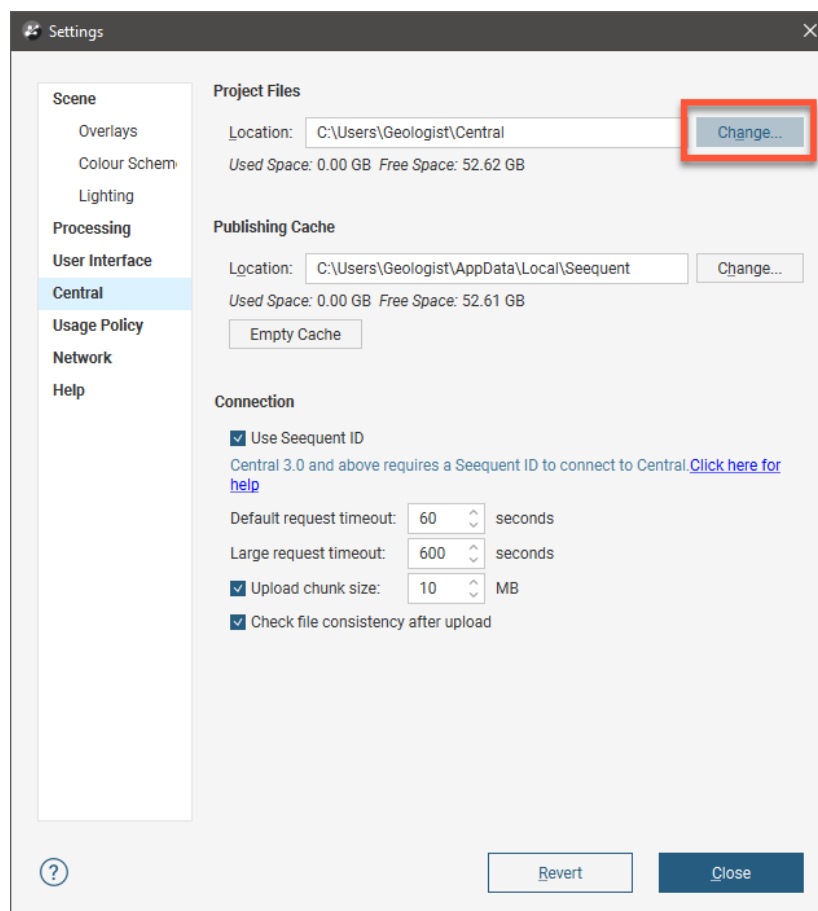 Settings
Scene
Overlays
Colour Schem
Lighting
Processing
User Interface
Central
Usage Policy
Network
Help
Project Files
Location: C:\Users\Geologist\Central Change...
Used Space: 0.00 GB Free Space: 52.62 GB
Publishing Cache
Location: C:\Users\Geologist\AppData\Local\Seequent Change...
Used Space: 0.00 GB Free Space: 52.61 GB
Empty Cache
Connection
Use Seequent ID
Central 3.0 and above requires a Seequent ID to connect to Central.Click here for
help
Default request timeout: 60 seconds
Large request timeout: 600 seconds
Upload chunk size: 10 MB
Check file consistency after upload
? Revert Close